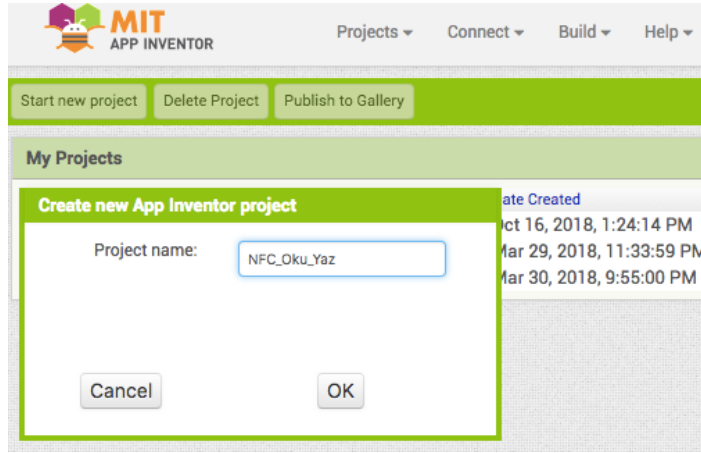 MIT
APP INVENTOR
Projects Connect Build Help
Start new project Delete Project Publish to Gallery
My Projects
Create new App Inventor project
Project name: NFC_Oku_Yaz
Cancel OK
ate Created
ct 16, 2018, 1:24:14 PM
Mar 29, 2018, 11:33:59 PM
Mar 30, 2018, 9:55:00 PM